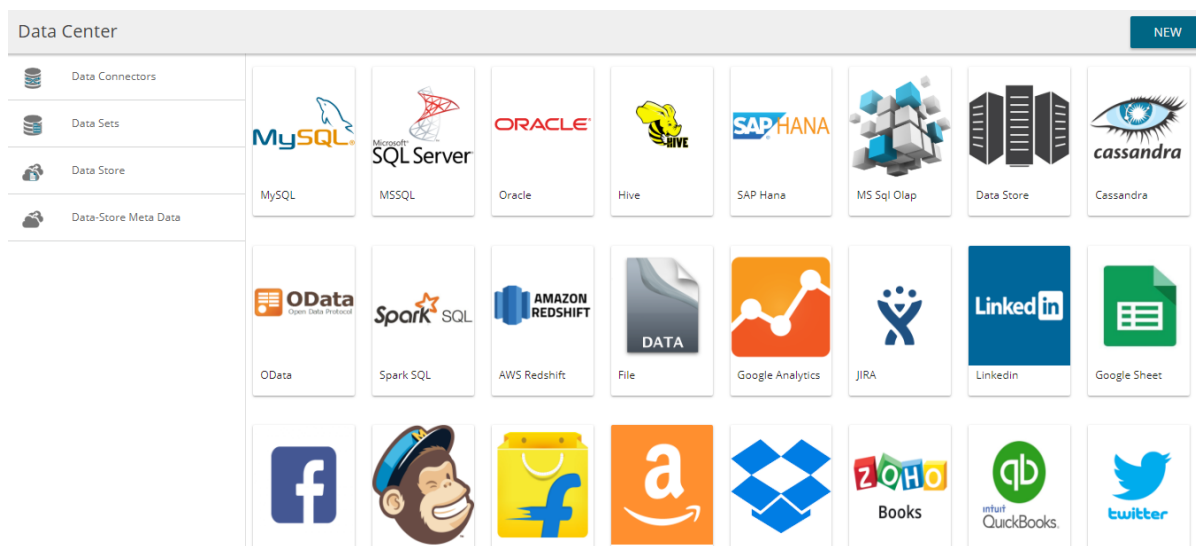 Data Center
NEW
Data Connectors
Data Sets
Data Store
Data-Store Meta Data
MySQL
Microsoft
SQL Server
ORACLE
HIVE
SAP HANA
cassandra
MySQL
MSSQL
Oracle
Hive
SAP Hana
MS Sql Olap
Data Store
Cassandra
OData
Open Data Protocol
Spark SQL
AMAZON
REDSHIFT
DATA
Linked in
OData
Spark SQL
AWS Redshift
File
Google Analytics
JIRA
Linkedin
Google Sheet
f
M
f
a
ZOHO
Books
qb
intuit
QuickBooks.
twitter